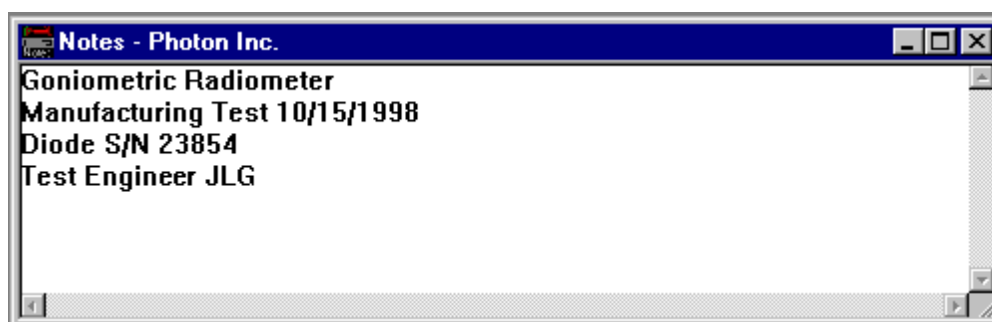 Notes - Photon Inc.
Goniometric Radiometer
Manufacturing Test 10/15/1998
Diode S/N 23854
Test Engineer JLG